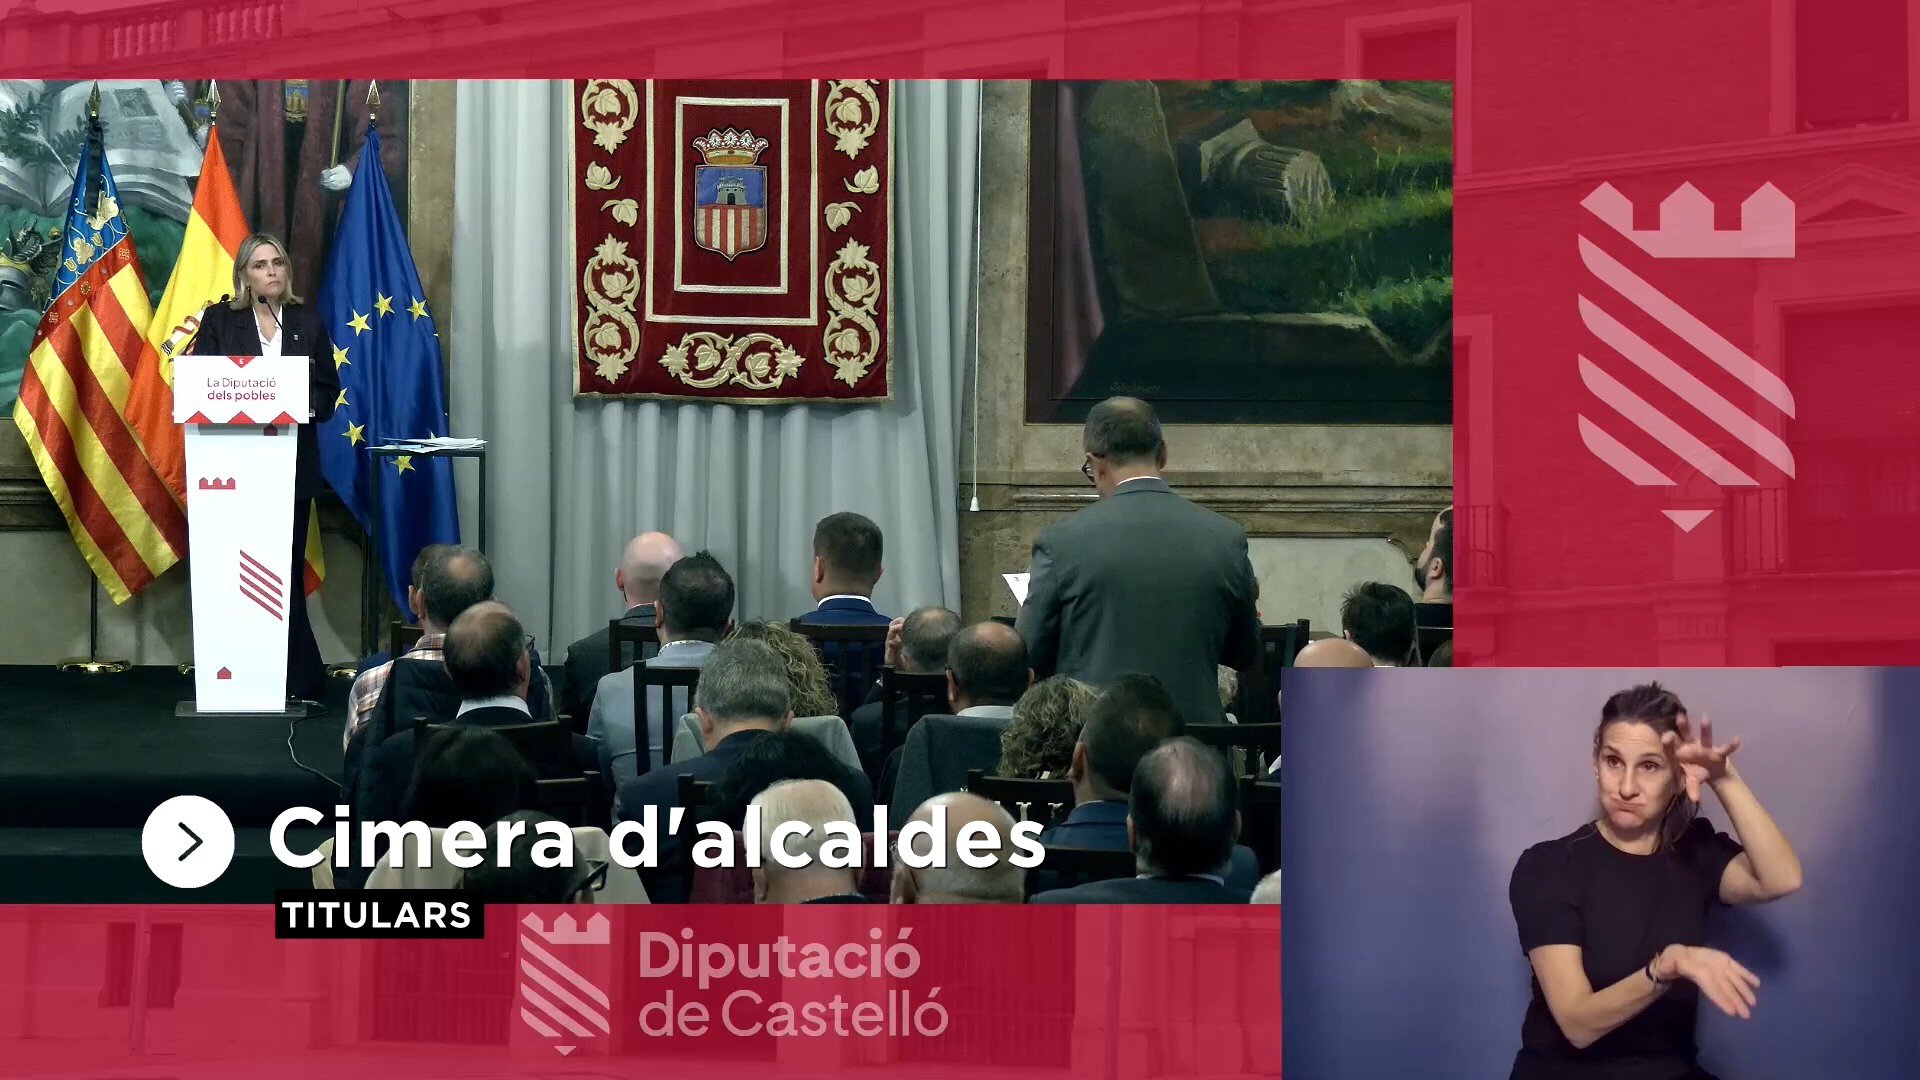 La Diputació
dels pobles
Cimera d'alcaldes
TITULARS
Diputació
de Castelló